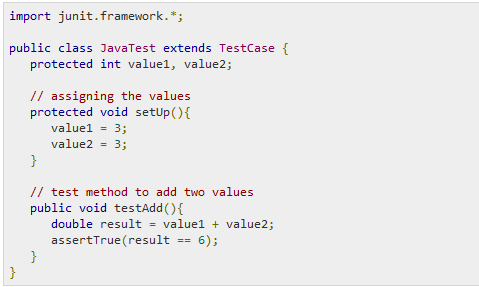 import junit.framework.*;
public class JavaTest extends TestCase {
protected int value1, value2;
// assigning the values
protected void setUp(){
value1 = 3;
value2 = 3;
}
// test method to add two values
public void testAdd(){
double result = value1 + value2;
assertTrue(result == 6);
}
}